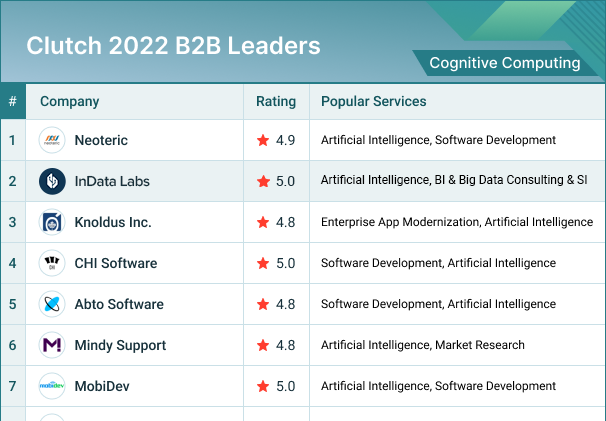 Clutch 2022 B2B Leaders
Cognitive Computing
# Company Rating Popular Services
1 neoteric Neoteric 4.9 Artificial Intelligence, Software Development
2 InData Labs 5.0 Artificial Intelligence, BI & Big Data Consulting & SI
3 Knoldus Inc. 4.8 Enterprise App Modernization, Artificial Intelligence
4 CHI CHI Software 5.0 Software Development, Artificial Intelligence
5 Abto Software 4.8 Software Development, Artificial Intelligence
6 M! Mindy Support 4.8 Artificial Intelligence, Market Research
7 mobidev MobiDev 5.0 Artificial Intelligence, Software Development